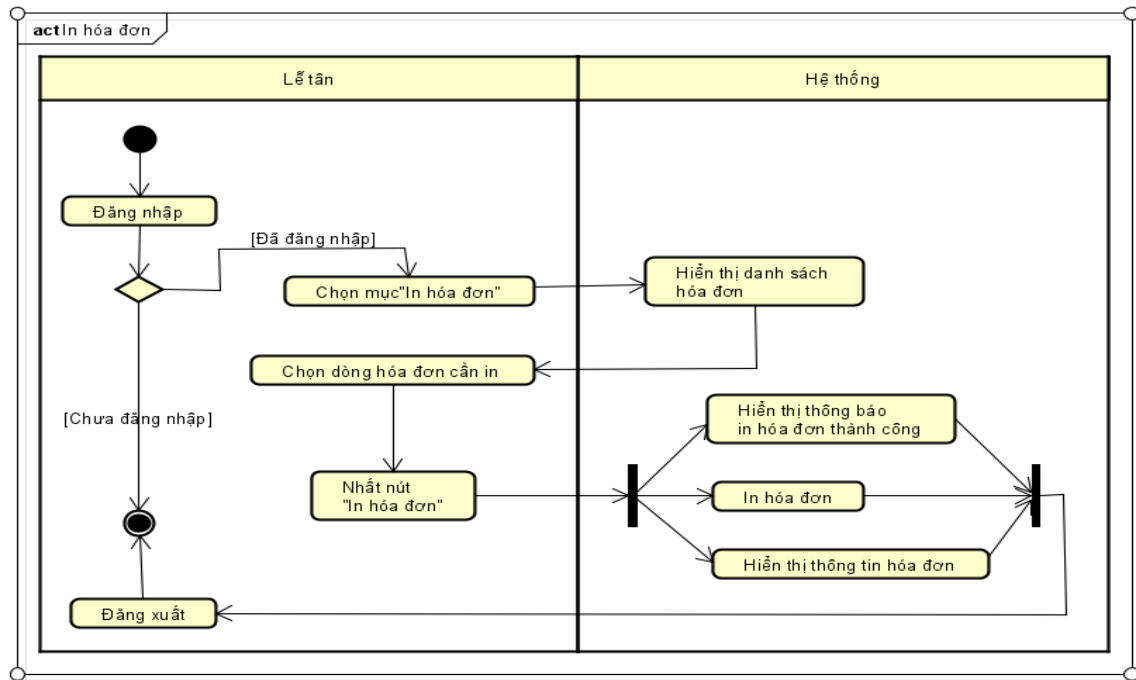 act In hóa đơn
Lễ tân
Hệ thống
Đăng nhập
[Đã đăng nhập]
Chọn mục"In hóa đơn"
Hiển thị danh sách
hóa đơn
Chọn dòng hóa đơn cần in
[Chưa đăng nhập]
Hiển thị thông báo
in hóa đơn thành công
Nhất nút
"In hóa đơn"
In hóa đơn
Hiển thị thông tin hóa đơn
Đăng xuất